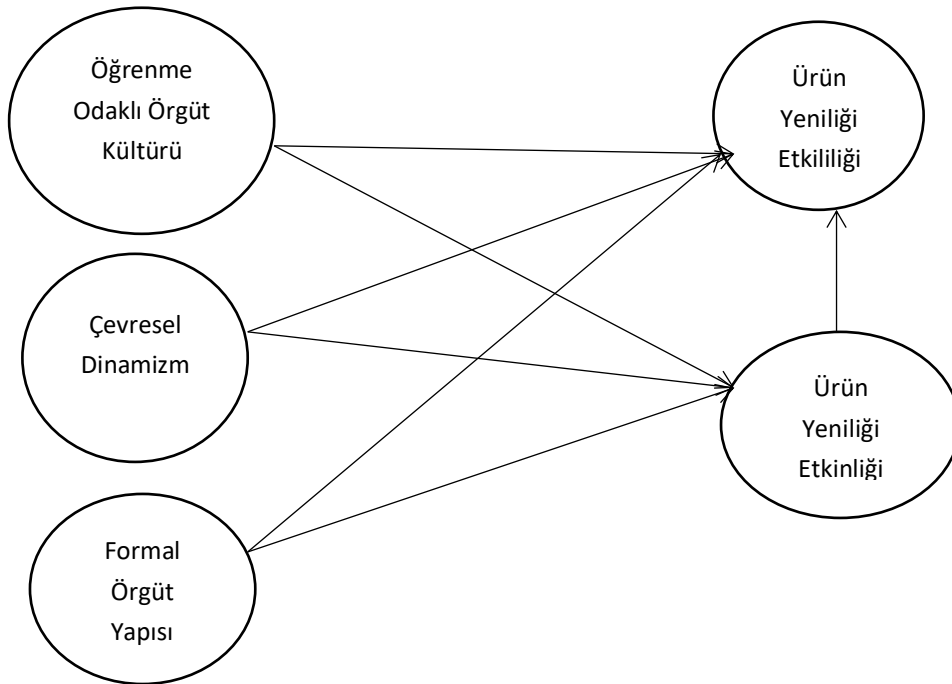 Öğrenme
Odaklı Örgüt
Kültürü
Ürün
Yeniliği
Etkililiği
Çevresel
Dinamizm
Ürün
Yeniliği
Etkinliği
Formal
Örgüt
Yapısı